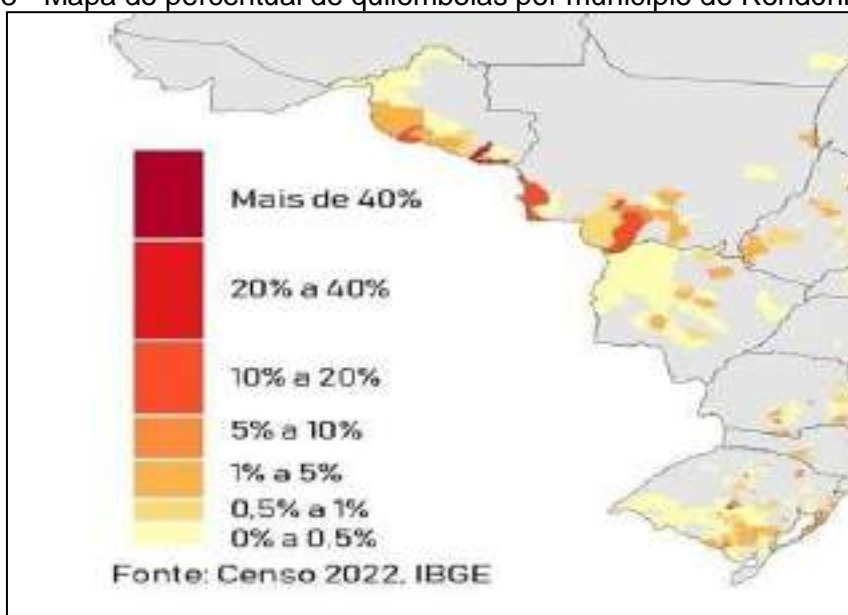 Mapa do percentual de quilombolas por município de
Mais de 40%
20% a 40%
10% a 20%
5% a 10%
1% a 5%
0,5% a 1%
0% a 0,5%
Fonte: Censo 2022, IBGE